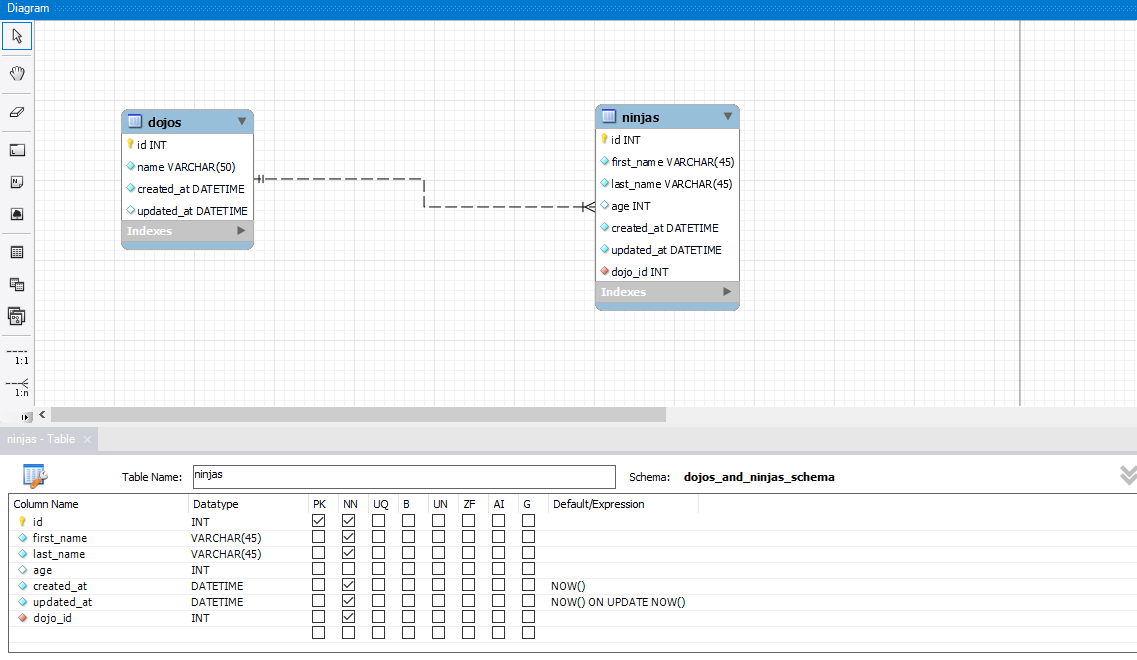 Diagram
dojos
id INT
name VARCHAR(50)
created_at DATETIME
updated_at DATETIME
Indexes
ninjas
id INT
first_name VARCHAR(45)
last_name VARCHAR(45)
age INT
created_at DATETIME
updated_at DATETIME
dojo_id INT
Indexes
1:1
1:n
ninjas - Table
Table Name: ninjas Schema: dojos_and_ninjas_schema
Column Name Datatype PK NN UQ B UN ZF AI G Default/Expression
id INT
first_name VARCHAR(45)
last_name VARCHAR(45)
age INT
created_at DATETIME NOW()
updated_at DATETIME NOW() ON UPDATE NOW()
dojo_id INT